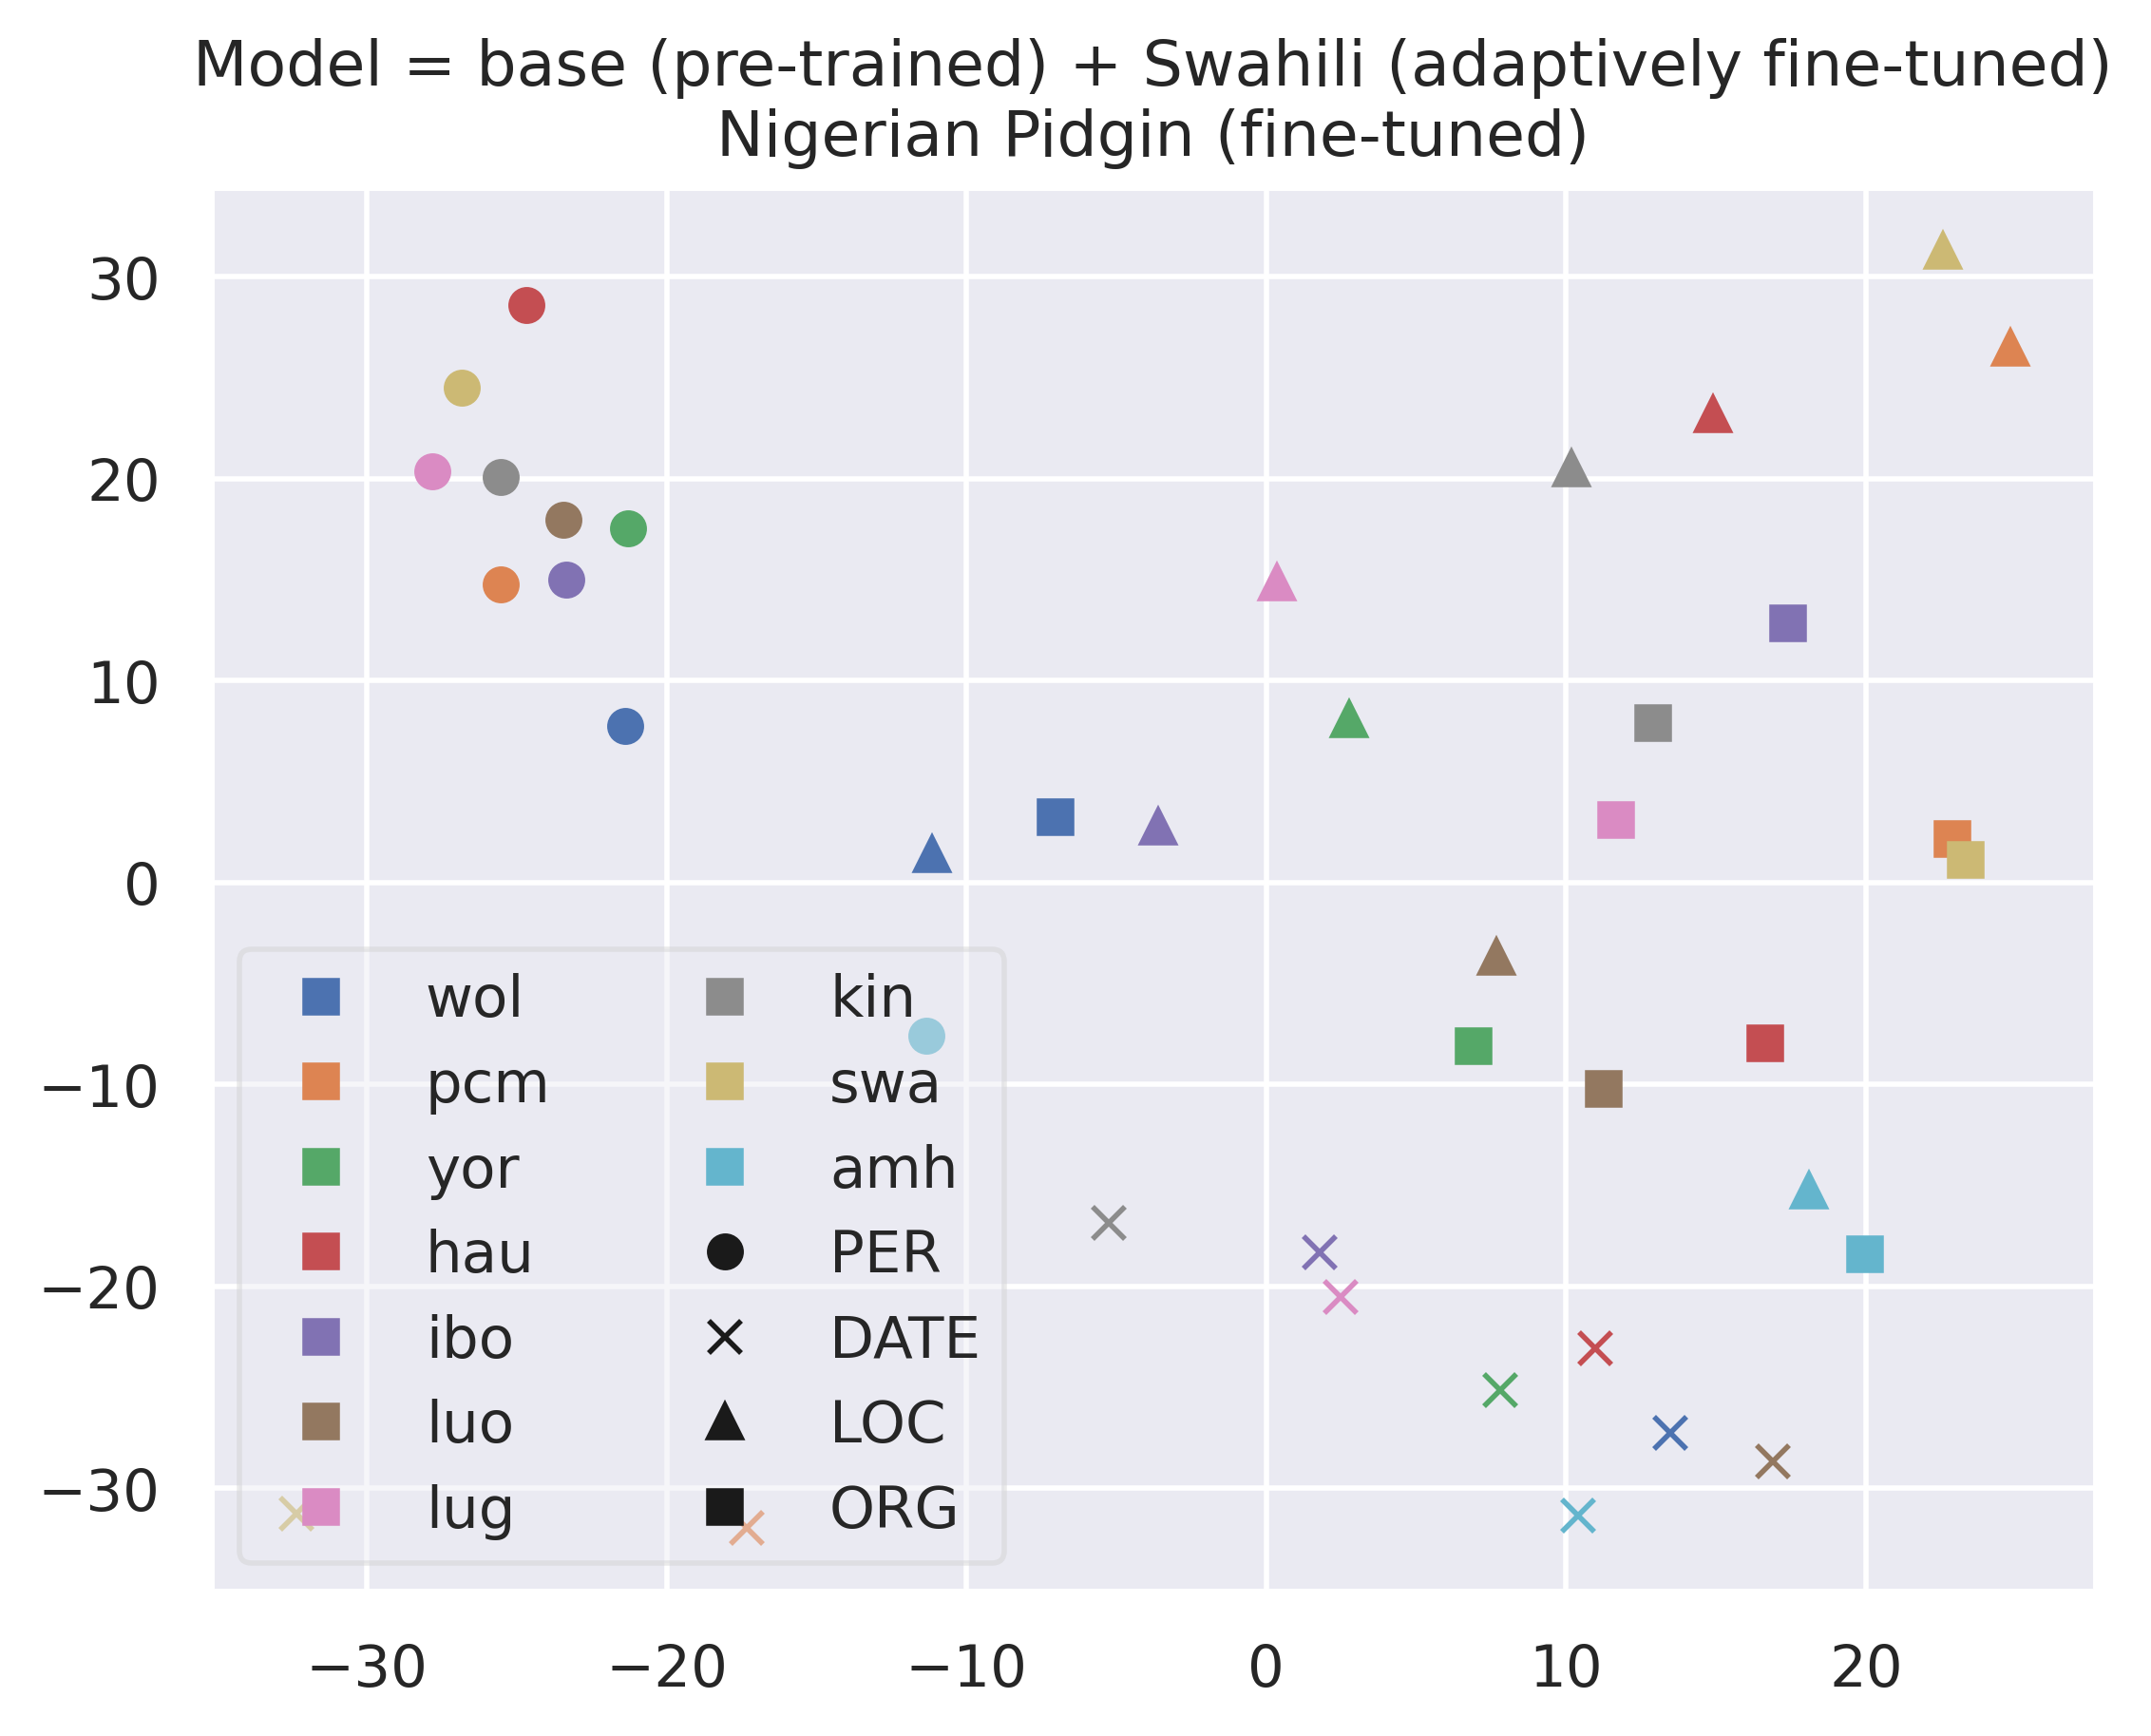 Model = base (pre-trained) + Swahili (adaptively fine-tuned)
Nigerian Pidgin (fine-tuned)
30
20
10
0
−10
−20
−30
wol
pcm
yor
hau
ibo
luo
lug
kin
swa
amh
PER
DATE
LOC
ORG
−30
−20
−10
0
10
20